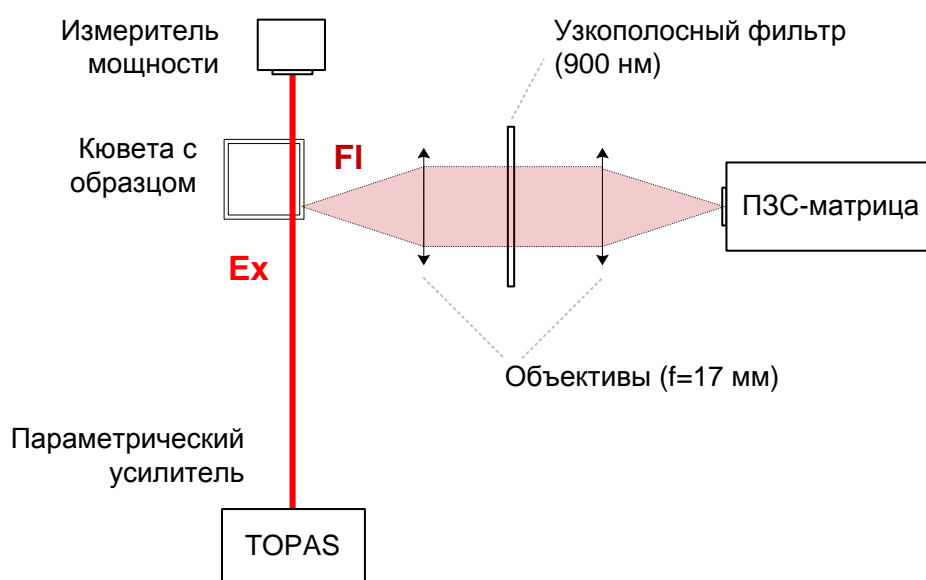 Измеритель
мощности
Узкополосный фильтр
(900 нм)
Кювета с
образцом
Fl
ПЗС-матрица
Ex
Объективы (f=17 мм)
Параметрический
усилитель
TOPAS